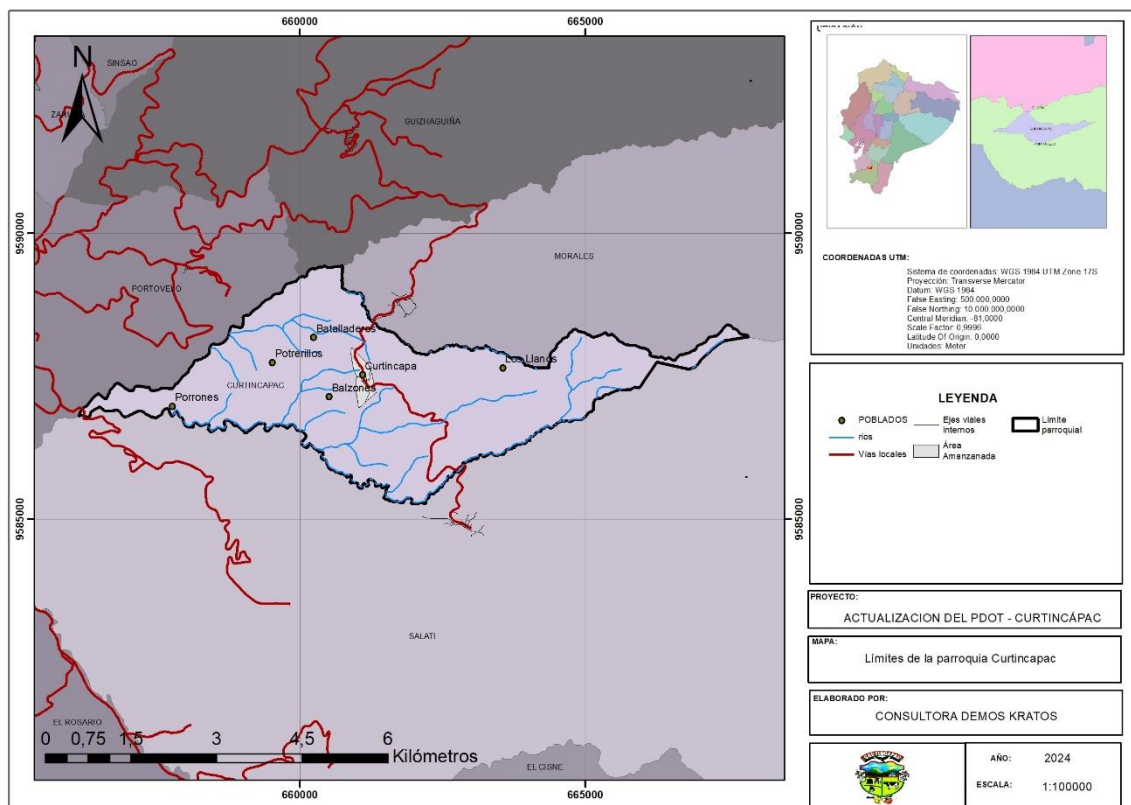 660000
665000
9590000
9585000
9590000
9585000
660000
665000
N
SINSAO
GUIZHAGUIÑA
MORALES
PORTOVELO
Batalladeros
Potrerillos
Los Llanos
Curtincapa
CURTINCAPAC
Balzones
Porrones
SALATI
EL ROSARIO
EL CISNE
0 0,75 1,5 3 4,5 6
Kilómetros
COORDENADAS UTM:
Sistema de coordenadas: WGS 1984 UTM Zone 17S
Proyección: Transverse Mercator
Datum: WGS 1984
False Easting: 500.000,0000
False Northing: 10.000.000,0000
Central Meridian: -81,0000
Scale Factor: 0,9996
Latitude Of Origin: 0,0000
Unidades: Meter
LEYENDA
POBLADOS
rios
Vías locales
Ejes viales
internos
Área
Amanzanada
Límite
parroquial
PROYECTO:
ACTUALIZACION DEL PDOT - CURTINCÁPAC
MAPA:
Límites de la parroquia Curtincapac
ELABORADO POR:
CONSULTORA DEMOS KRATOS
AÑO: 2024
ESCALA: 1:100000